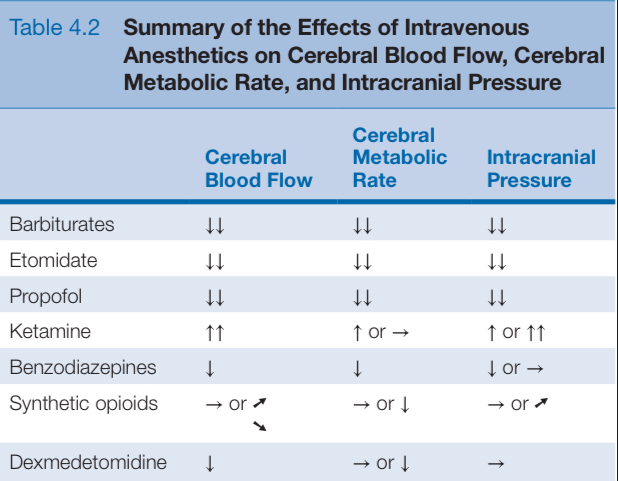 Table 4.2 Summary of the Effects of Intravenous
Anesthetics on Cerebral Blood Flow, Cerebral
Metabolic Rate, and Intracranial Pressure
Cerebral Blood Flow Cerebral Metabolic Rate Intracranial Pressure
Barbiturates ↓↓ ↓↓ ↓↓
Etomidate ↓↓ ↓↓ ↓↓
Propofol ↓↓ ↓↓ ↓↓
Ketamine ↑↑ ↑ or → ↑ or ↑↑
Benzodiazepines ↓ ↓ ↓ or →
Synthetic opioids → or ↗ → or ↓ → or ↗
↘
Dexmedetomidine ↓ → or ↓ →